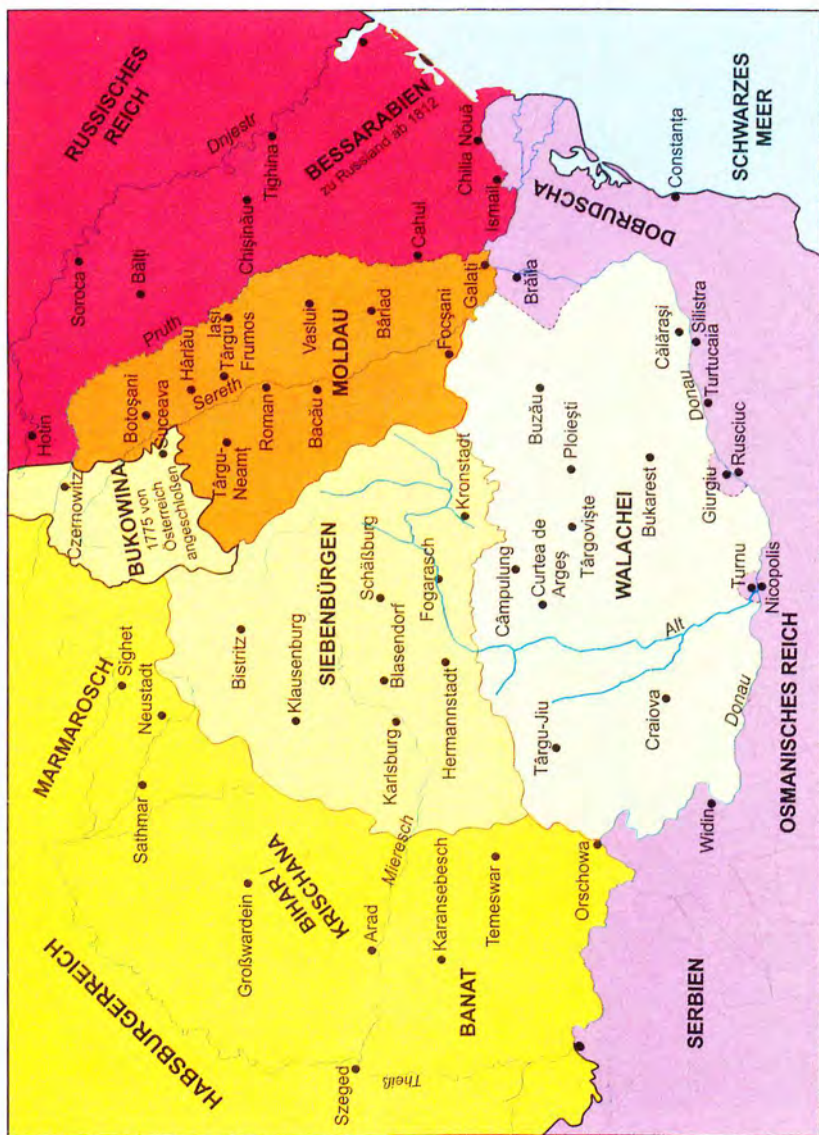 HABSBURGERREICH
MARMAROSCH
Sighet
Neustadt
Sathmar
Großwardein
BIHAR/
KRISCHANA
Arad
Mieresch
Szeged
Theiß
Karansebesch
Temeswar
BANAT
Orschowa
SERBIEN
Widin
OSMANISCHES REICH
Czernowitz
BUKOWINA
1775 von
Österreich
angeschloßen
SIEBENBÜRGEN
Bistritz
Klausenburg
Schäßburg
Blasendorf
Karlsburg
Fogarasch
Hermannstadt
Kronstadt
RUSSISCHES
REICH
Hotin
Soroca
Bălți
Dnjestr
Chișinău
Tighina
BESSARABIEN
zu Russland ab 1812
Cahul
Ismail
Chilia Nouă
Pruth
Botoșani
Suceava
Hârlău
Sereth
Iași
Târgu
Frumos
Târgu-
Neamț
Roman
Bacău
Vaslui
MOLDAU
Bârlad
Focșani
Galați
Brăila
DOBRUDSCHA
Constanța
SCHWARZES
MEER
WALACHEI
Câmpulung
Curtea de
Argeș
Târgoviște
Ploiești
Buzău
Bukarest
Târgu-Jiu
Craiova
Alt
Donau
Turnu
Nicopolis
Giurgiu
Rusciuc
Călărași
Donau
Silistra
Turtucaia